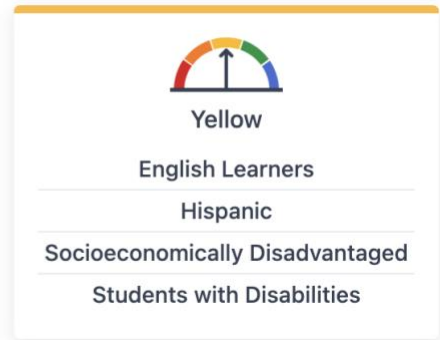 Yellow
English Learners
Hispanic
Socioeconomically Disadvantaged
Students with Disabilities